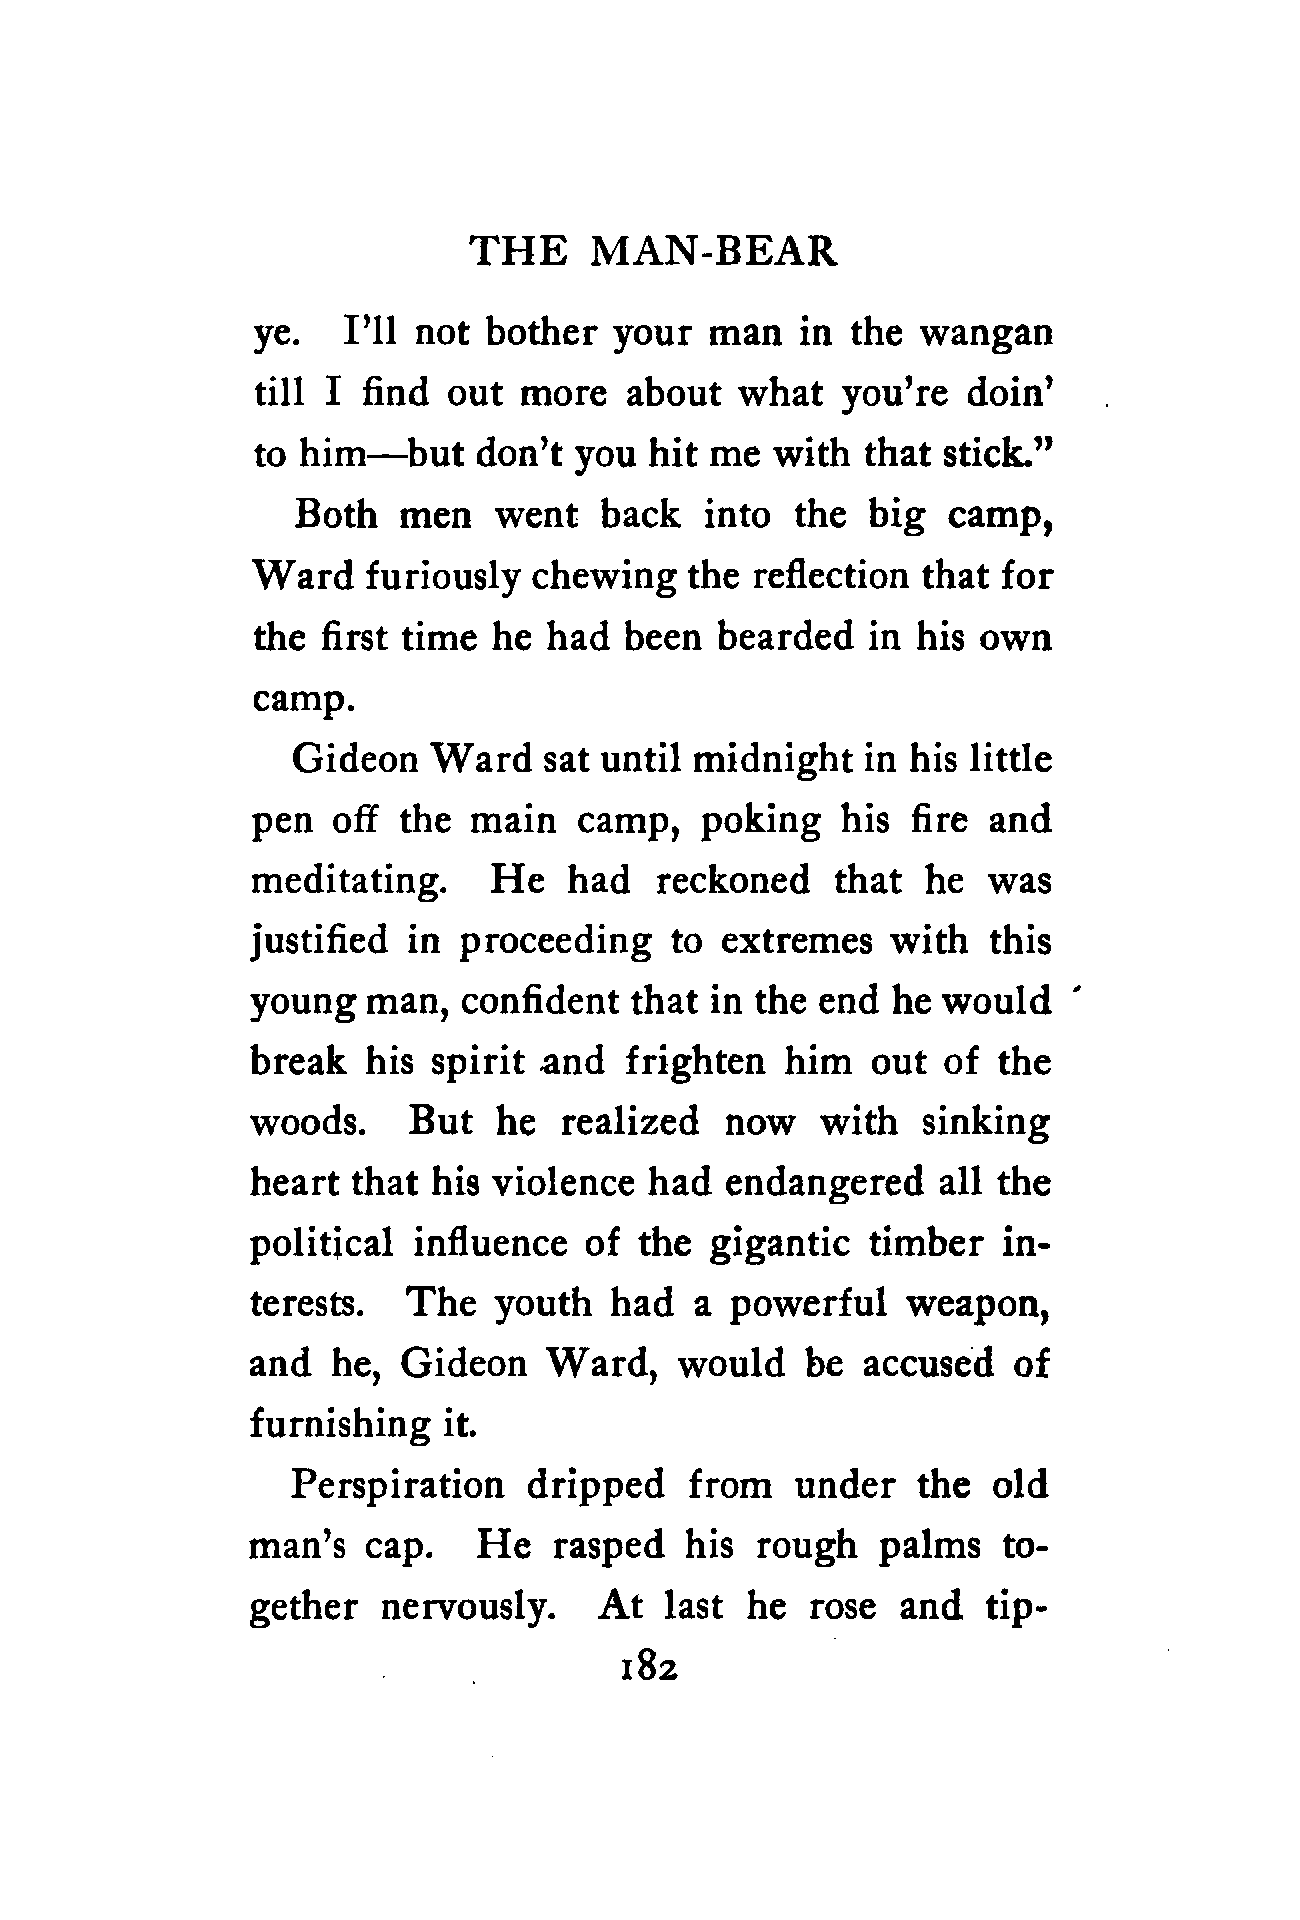 THE MAN-BEAR
ye. I'll not bother your man in the wangan
till I find out more about what you're doin'
to him—but don't you hit me with that stick."
Both men went back into the big camp,
Ward furiously chewing the reflection that for
the first time he had been bearded in his own
camp.
Gideon Ward sat until midnight in his little
pen off the main camp, poking his fire and
meditating. He had reckoned that he was
justified in proceeding to extremes with this
young man, confident that in the end he would
break his spirit and frighten him out of the
woods. But he realized now with sinking
heart that his violence had endangered all the
political influence of the gigantic timber in-
terests. The youth had a powerful weapon,
and he, Gideon Ward, would be accused of
furnishing it.
Perspiration dripped from under the old
man's cap. He rasped his rough palms to-
gether nervously. At last he rose and tip-
182